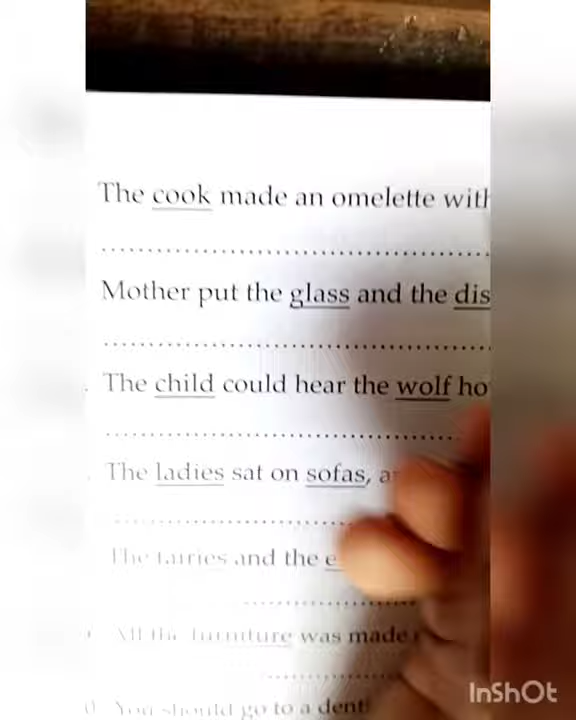 The cook made an omelette with
Mother put the glass and the dis
The child could hear the wolf ho
The ladies sat on sofas, a
The fairies and the e
All the furniture was made
You should go to a dent
InShOt